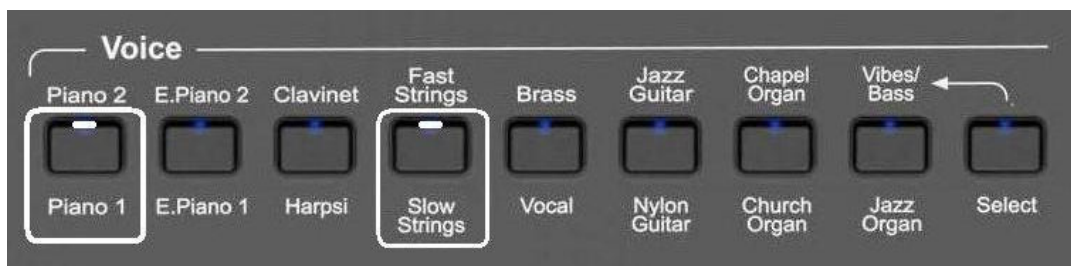 Voice
Piano 2 E.Piano 2 Clavinet Fast Strings Brass Jazz Guitar Chapel Organ Vibes/ Bass
Piano 1 E.Piano 1 Harpsi Slow Strings Vocal Nylon Guitar Church Organ Jazz Organ Select